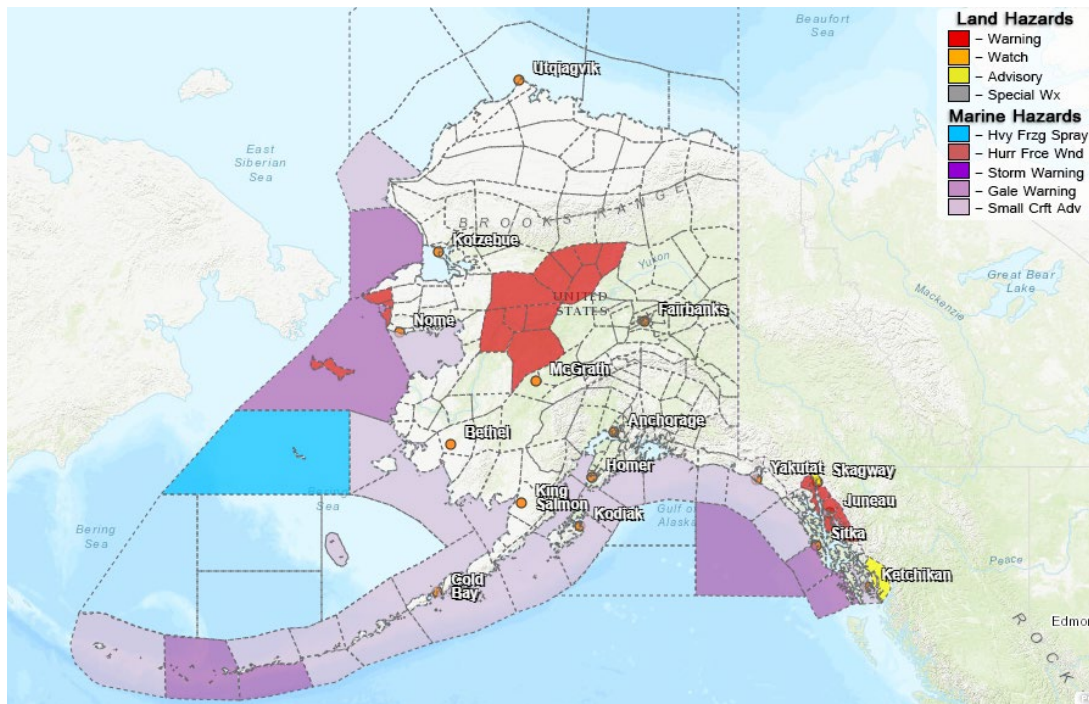 Beaufort
Sea
Land Hazards
– Warning
– Watch
– Advisory
– Special Wx
Marine Hazards
– Hvy Frzg Spray
– Hurr Frce Wnd
– Storm Warning
– Gale Warning
– Small Crft Adv
Utqiagvik
East
Siberian
Sea
BROOKS RANGE
Kotzebue
Yukon
Great Bear
Lake
Mackenzie
UNITED
STATES
Fairbanks
Nome
McGrath
Anchorage
Bethel
Homer
Yakutat
Skagway
King
Salmon
Juneau
Kodiak
Gulf of
Alaska
Sea
Bering
Sea
Sitka
Peace
Ketchikan
Cold
Bay
Edmo
ROCK